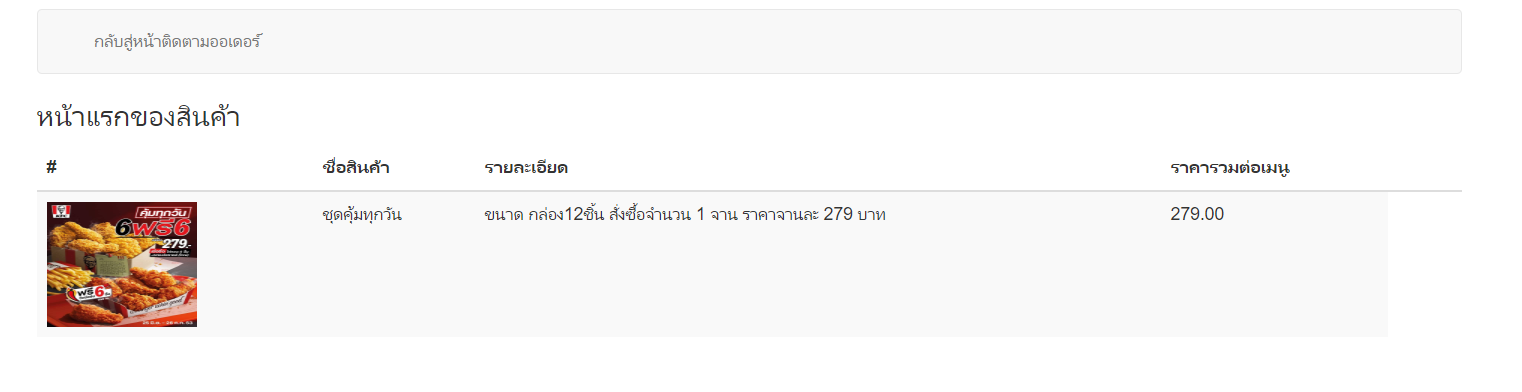 กลับสู่หน้าติดตามออเดอร์
หน้าแรกของสินค้า
# ชื่อสินค้า รายละเอียด ราคารวมต่อเมนู
ชุดคุ้มทุกวัน ขนาด กล่อง12ชิ้น สั่งซื้อจำนวน 1 จาน ราคาจานละ 279 บาท 279.00
คุ้มทุกวัน
6ฟรี6
279.-
ฟรี6